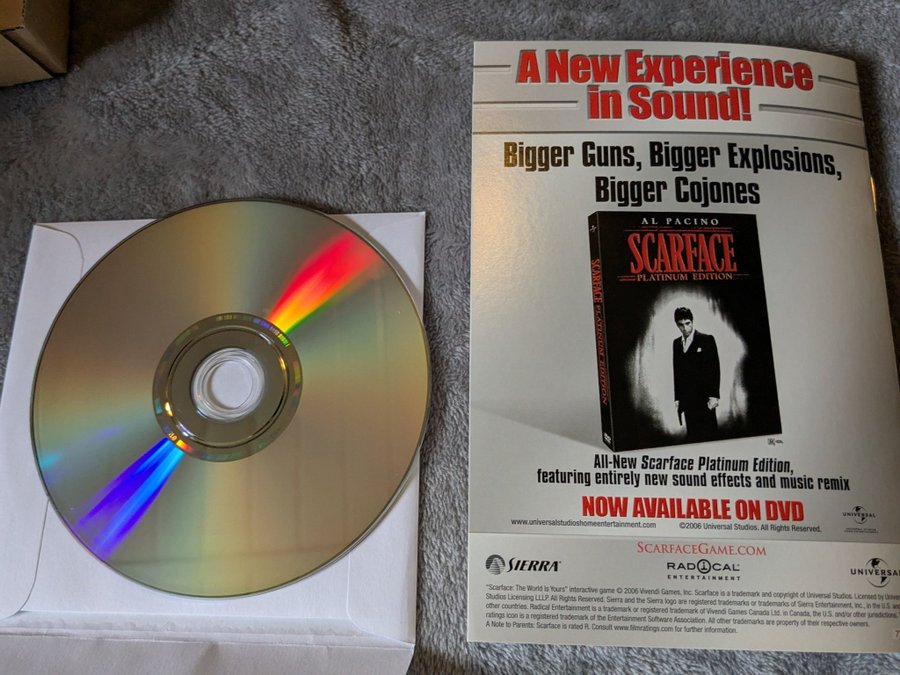 A New Experience
in Sound!
Bigger Guns, Bigger Explosions,
Bigger Cojones
AL PACINO
SCARFACE
PLATINUM EDITION
SCARFACE PLATINUM EDITION
All-New Scarface Platinum Edition,
featuring entirely new sound effects and music remix
NOW AVAILABLE ON DVD
www.universalstudioshomeentertainment.com ©2006 Universal Studios. All Rights Reserved.
UNIVERSAL
SCARFACEGAME.COM
SIERRA
RADICAL
ENTERTAINMENT
UNIVERSAL
"Scarface: The World Is Yours" interactive game © 2006 Vivendi Games, Inc. Scarface is a trademark and copyright of Universal Studios. Licensed by Univers
Studios Licensing LLLP. All Rights Reserved. Sierra and the Sierra logo are registered trademarks or trademarks of Sierra Entertainment, Inc., in the U.S. and
other countries. Radical Entertainment is a trademark or registered trademark of Vivendi Games Canada Ltd. in Canada, the U.S. and/or other jurisdictions. T
ratings icon is a registered trademark of the Entertainment Software Association. All other trademarks are property of their respective owners.
A Note to Parents: Scarface is rated R. Consult www.filmratings.com for further information.